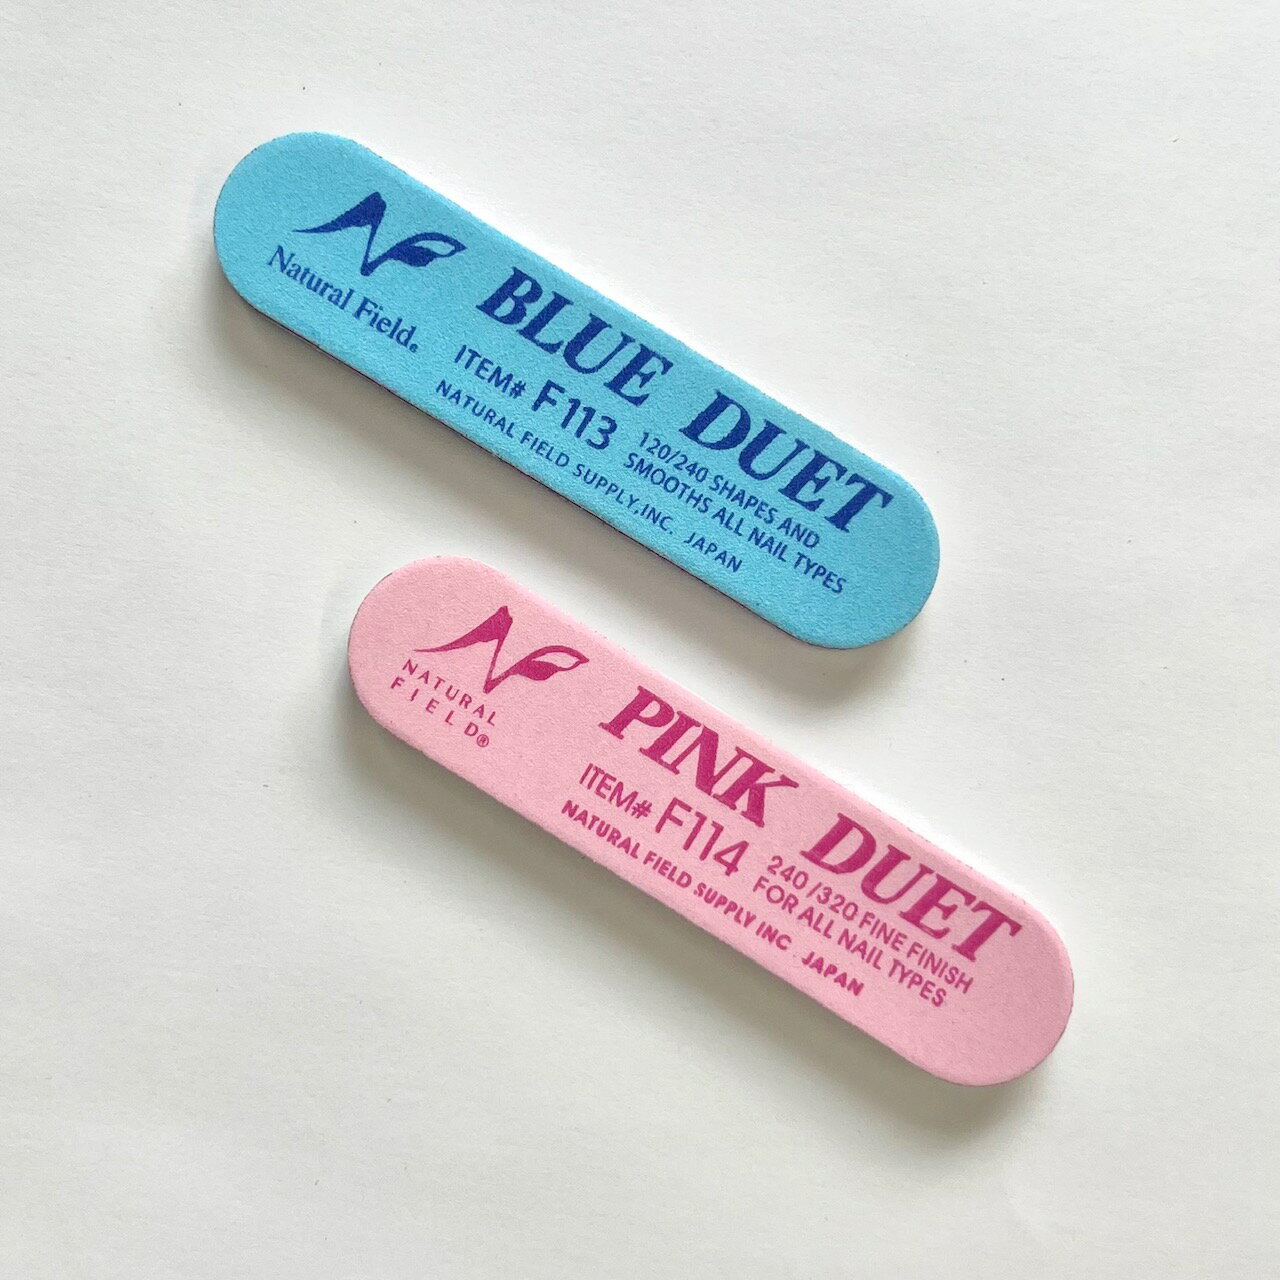 NF
Natural Field®
BLUE DUET
ITEM# F113
120/240 SHAPES AND
SMOOTHS ALL NAIL TYPES
NATURAL FIELD SUPPLY,INC. JAPAN
NF
NATURAL
FIELD®
PINK DUET
ITEM# F114
240/320 FINE FINISH
FOR ALL NAIL TYPES
NATURAL FIELD SUPPLY INC JAPAN